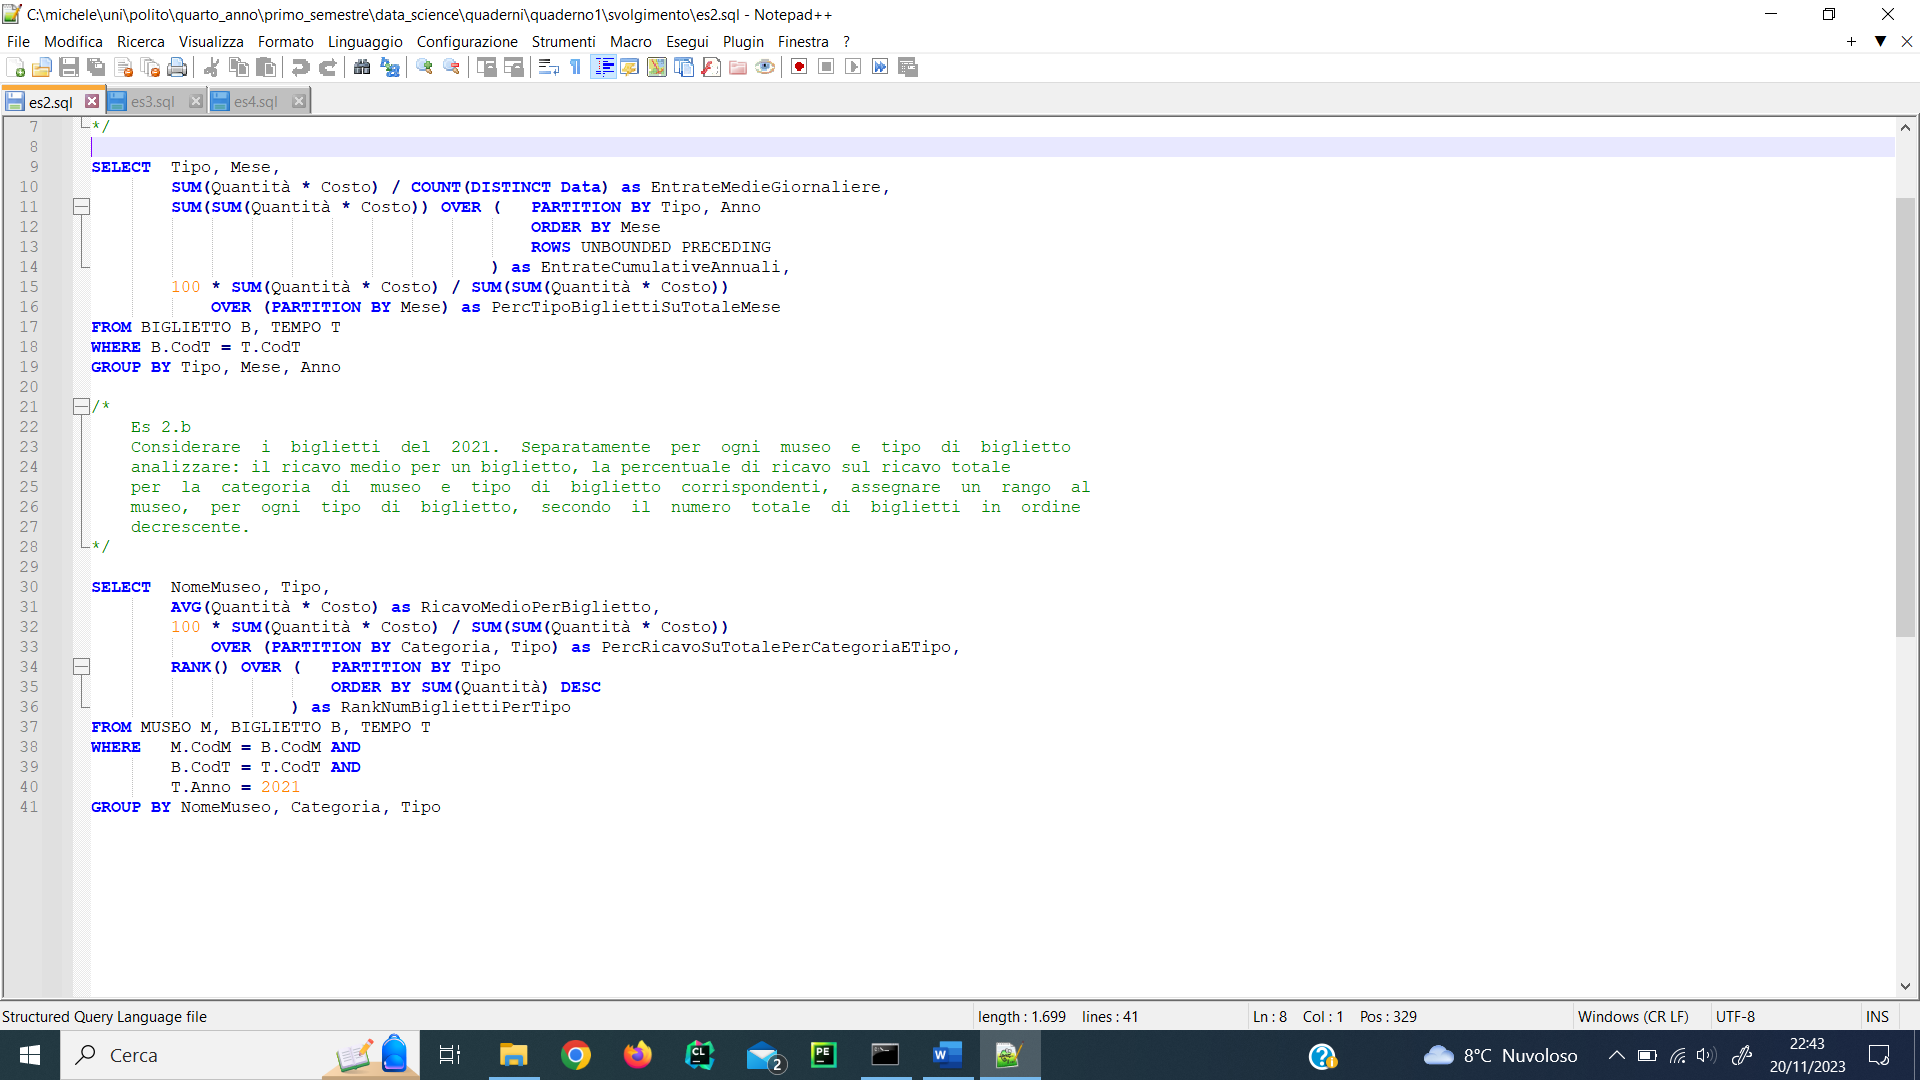 C:\michele\uni\polito\quarto_anno\primo_semestre\data_science\quaderni\quaderno1\svolgimento\es2.sql - Notepad++
File Modifica Ricerca Visualizza Formato Linguaggio Configurazione Strumenti Macro Esegui Plugin Finestra ?
es2.sql es3.sql es4.sql
7 */
8
9 SELECT Tipo, Mese,
10 SUM(Quantità * Costo) / COUNT(DISTINCT Data) as EntrateMedieGiornaliere,
11 SUM(SUM(Quantità * Costo)) OVER ( PARTITION BY Tipo, Anno
12 ORDER BY Mese
13 ROWS UNBOUNDED PRECEDING
14 ) as EntrateCumulativeAnnuali,
15 100 * SUM(Quantità * Costo) / SUM(SUM(Quantità * Costo))
16 OVER (PARTITION BY Mese) as PercTipoBigliettiSuTotaleMese
17 FROM BIGLIETTO B, TEMPO T
18 WHERE B.CodT = T.CodT
19 GROUP BY Tipo, Mese, Anno
20
21 /*
22 Es 2.b
23 Considerare i biglietti del 2021. Separatamente per ogni museo e tipo di biglietto
24 analizzare: il ricavo medio per un biglietto, la percentuale di ricavo sul ricavo totale
25 per la categoria di museo e tipo di biglietto corrispondenti, assegnare un rango al
26 museo, per ogni tipo di biglietto, secondo il numero totale di biglietti in ordine
27 decrescente.
28 */
29
30 SELECT NomeMuseo, Tipo,
31 AVG(Quantità * Costo) as RicavoMedioPerBiglietto,
32 100 * SUM(Quantità * Costo) / SUM(SUM(Quantità * Costo))
33 OVER (PARTITION BY Categoria, Tipo) as PercRicavoSuTotalePerCategoriaETipo,
34 RANK() OVER ( PARTITION BY Tipo
35 ORDER BY SUM(Quantità) DESC
36 ) as RankNumBigliettiPerTipo
37 FROM MUSEO M, BIGLIETTO B, TEMPO T
38 WHERE M.CodM = B.CodM AND
39 B.CodT = T.CodT AND
40 T.Anno = 2021
41 GROUP BY NomeMuseo, Categoria, Tipo
Structured Query Language file length : 1.699 lines : 41 Ln : 8 Col : 1 Pos : 329 Windows (CR LF) UTF-8 INS
Cerca CL 2 PE W 8°C Nuvoloso 22:43
20/11/2023